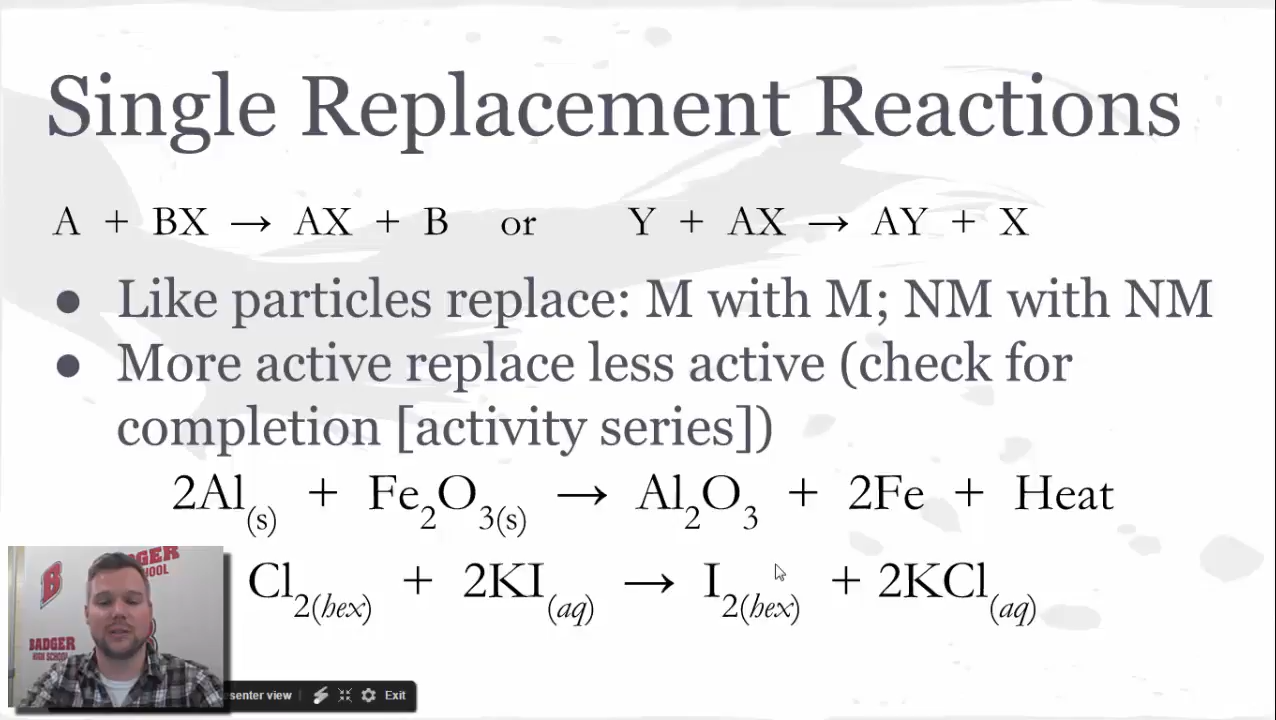 Single Replacement Reactions
A + BX → AX + B or Y + AX → AY + X
● Like particles replace: M with M; NM with NM
● More active replace less active (check for
completion [activity series])
2Al(s) + Fe2O3(s) → Al2O3 + 2Fe + Heat
Cl2(hex) + 2KI(aq) → I2(hex) + 2KCl(aq)
B
BADGER
HIGH SCHOOL
senter view Exit